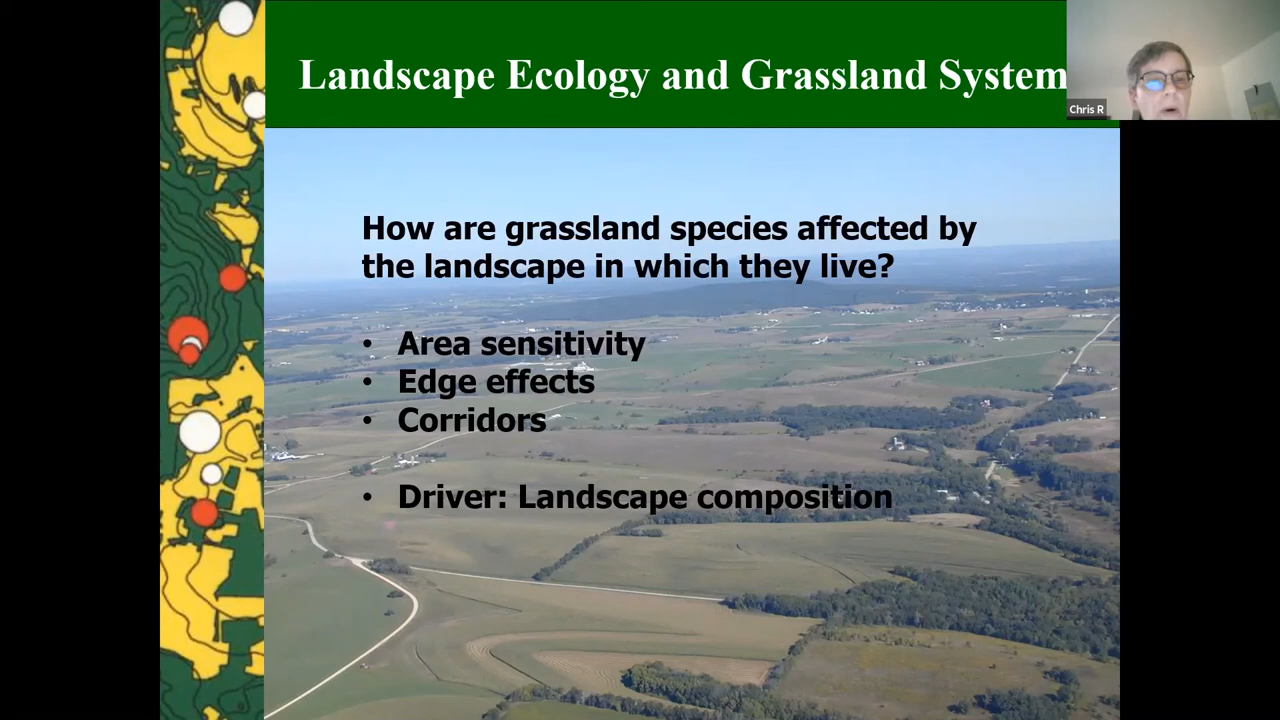 Landscape Ecology and Grassland System
Chris R
How are grassland species affected by
the landscape in which they live?
• Area sensitivity
• Edge effects
• Corridors
• Driver: Landscape composition